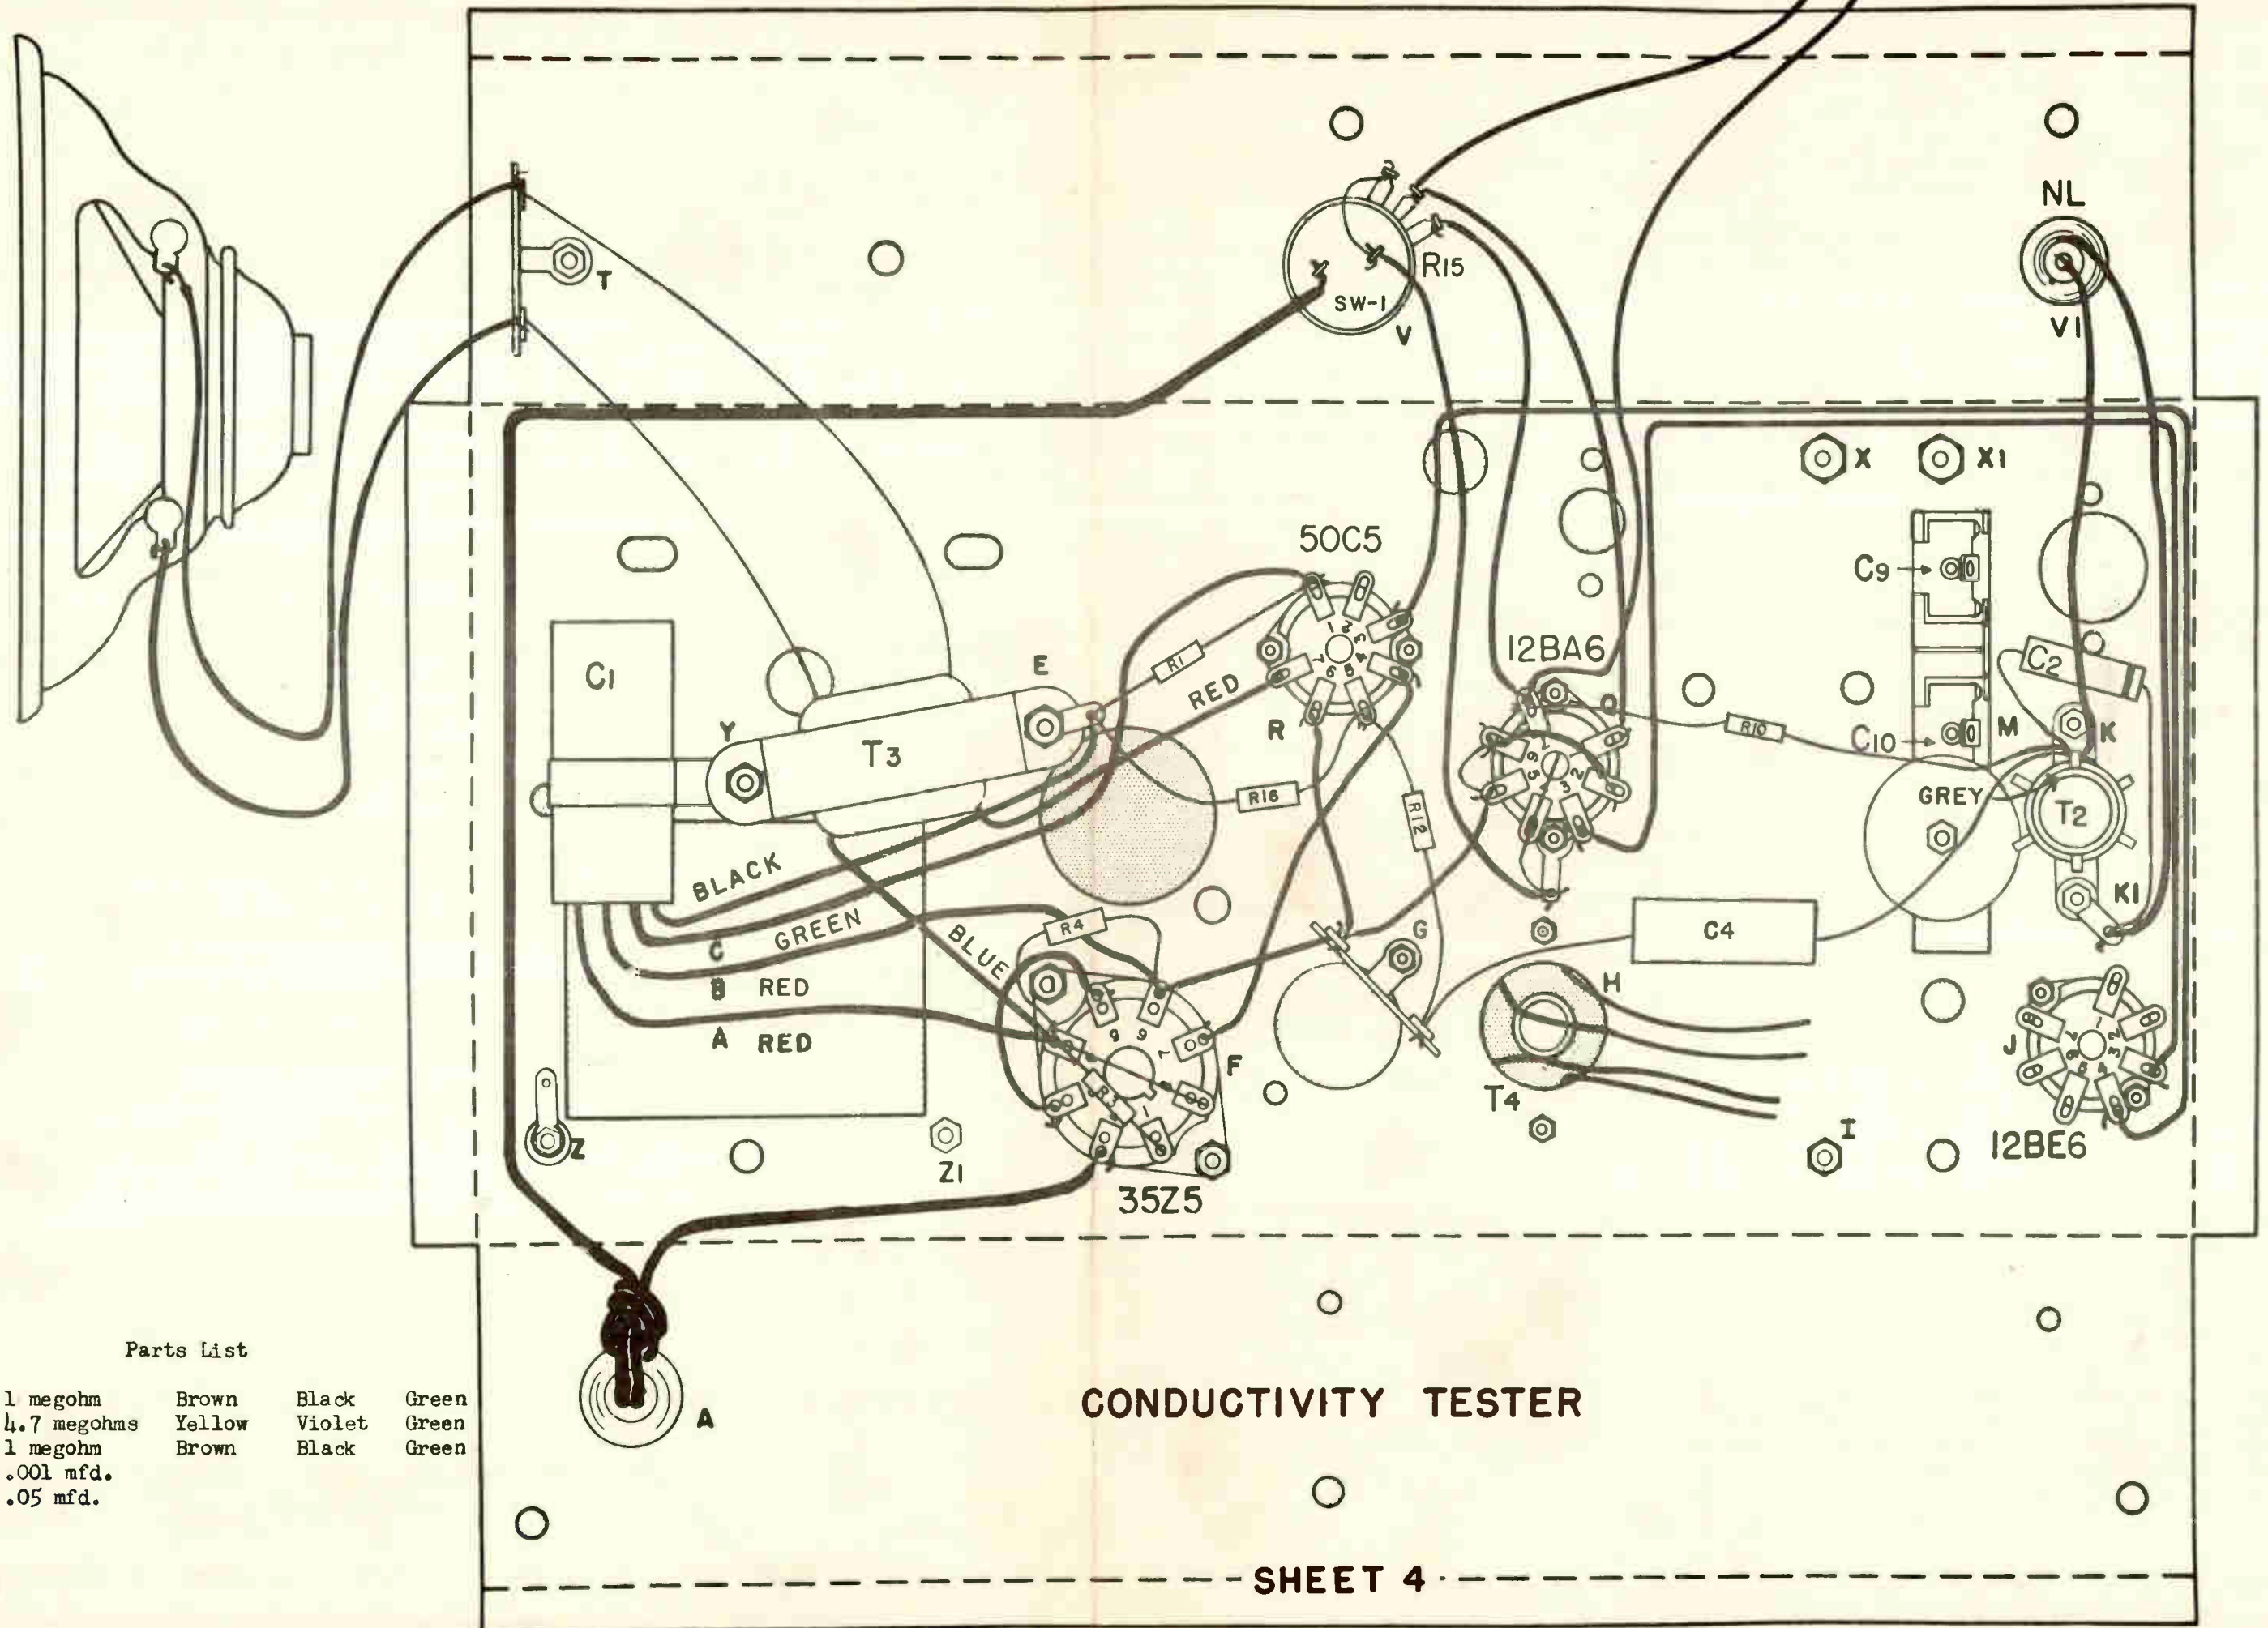 T
R15
SW-1
V
NL
V1
X
X1
50C5
C9
12BA6
C2
C1
E
R1
RED
R
O
Y
T3
R10
C10
M
K
GREY
T2
R16
R12
BLACK
C
GREEN
BLUE
R4
G
C4
K1
B RED
A RED
H
F
R3
T4
J
I
Z
Z1
12BE6
35Z5
Parts List
1 megohm Brown Black Green
4.7 megohms Yellow Violet Green
1 megohm Brown Black Green
.001 mfd.
.05 mfd.
A
CONDUCTIVITY TESTER
SHEET 4